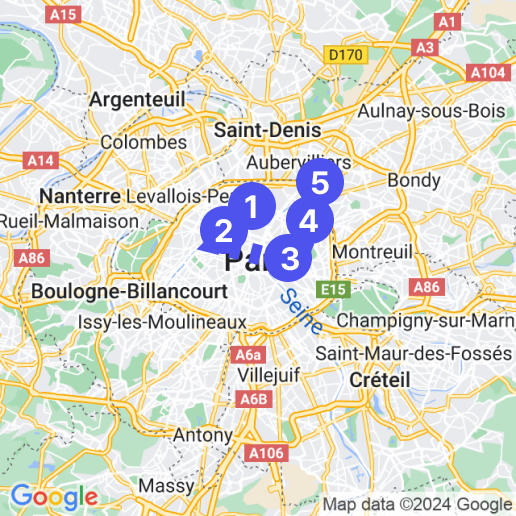 A15
A1
A3
D170
A104
Argenteuil
Aulnay-sous-Bois
Saint-Denis
Colombes
Aubervilliers
A14
Bondy
5
Nanterre
Levallois-Pe
1
4
Rueil-Malmaison
2
Montreuil
A86
Pa
3
E15
A86
Boulogne-Billancourt
Seine
Issy-les-Moulineaux
Champigny-sur-Marn
A6a
Saint-Maur-des-Fossés
Villejuif
Créteil
A6B
Antony
A106
Massy
Google
Map data ©2024 Google